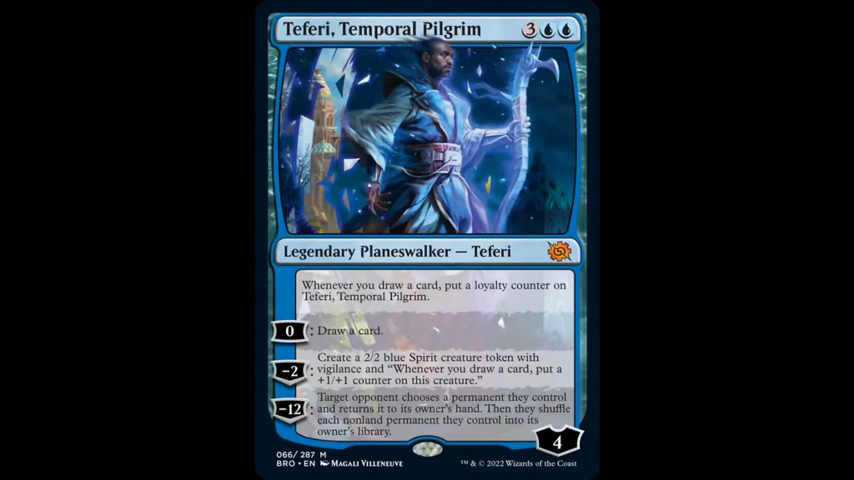 Teferi, Temporal Pilgrim 3
Legendary Planeswalker — Teferi
Whenever you draw a card, put a loyalty counter on
Teferi, Temporal Pilgrim.
0: Draw a card.
-2: Create a 2/2 blue Spirit creature token with
vigilance and “Whenever you draw a card, put a
+1/+1 counter on this creature.”
-12: Target opponent chooses a permanent they control
and returns it to its owner's hand. Then they shuffle
each nonland permanent they control into its
owner's library.
4
066/287 M
BRO • EN MAGALI VILLENEUVE ™ & © 2022 Wizards of the Coast